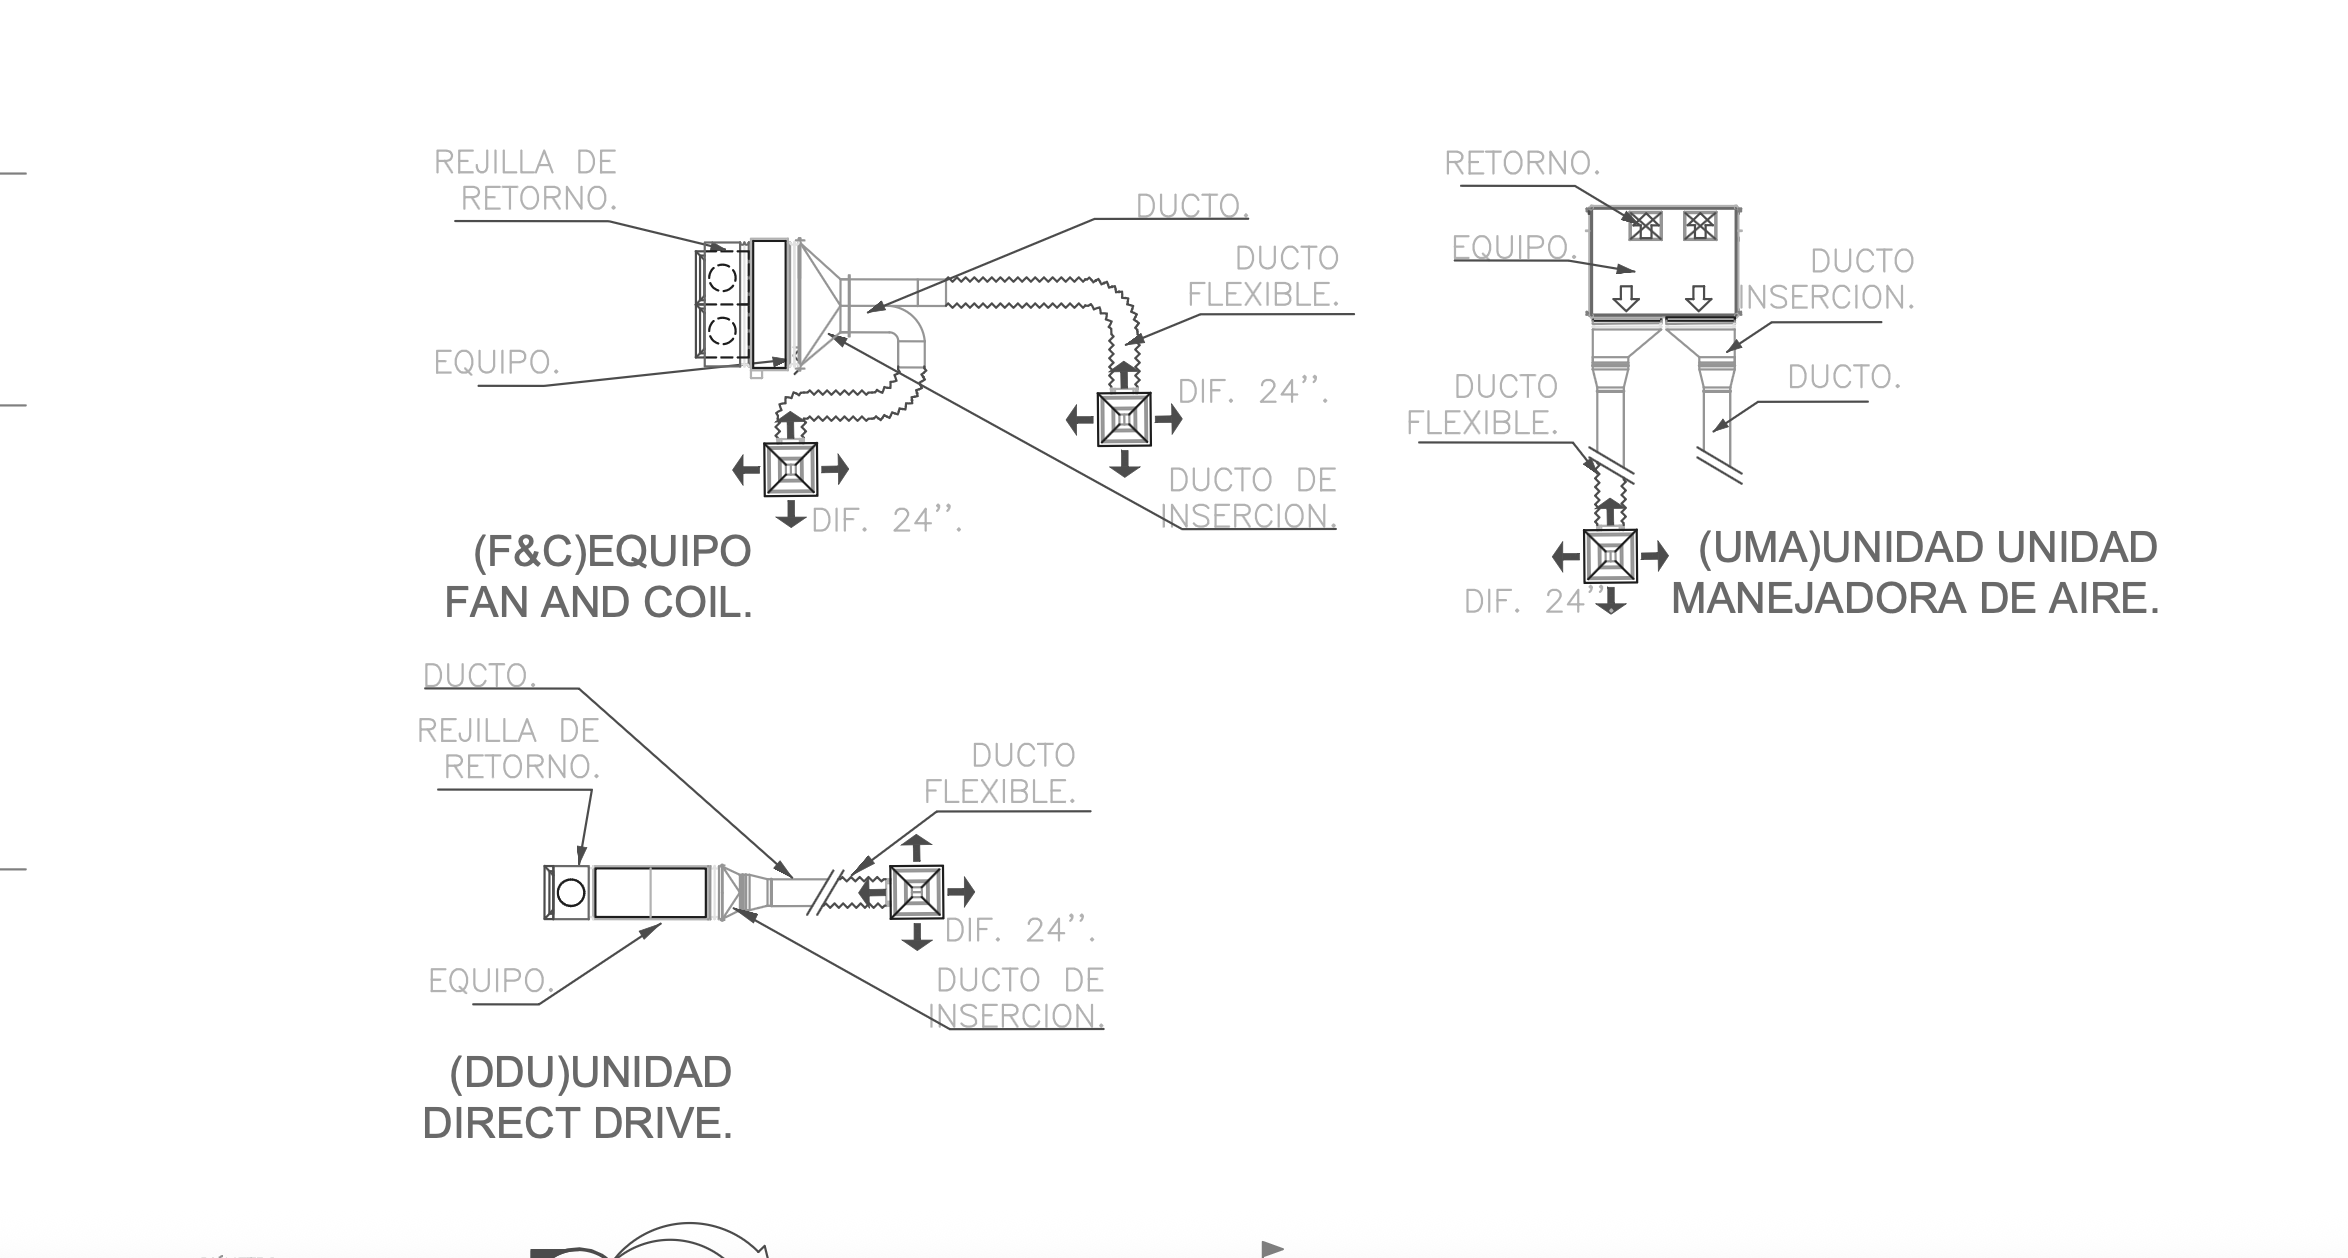 REJILLA DE
RETORNO.
EQUIPO.
DUCTO.
DUCTO
FLEXIBLE.
DIF. 24’’.
DUCTO DE
INSERCION.
DIF. 24’’.
(F&C)EQUIPO
FAN AND COIL.
RETORNO.
EQUIPO.
DUCTO
INSERCION.
DUCTO.
DUCTO
FLEXIBLE.
DIF. 24’’.
(UMA)UNIDAD UNIDAD
MANEJADORA DE AIRE.
DUCTO.
REJILLA DE
RETORNO.
DUCTO
FLEXIBLE.
DIF. 24’’.
EQUIPO.
DUCTO DE
INSERCION.
(DDU)UNIDAD
DIRECT DRIVE.